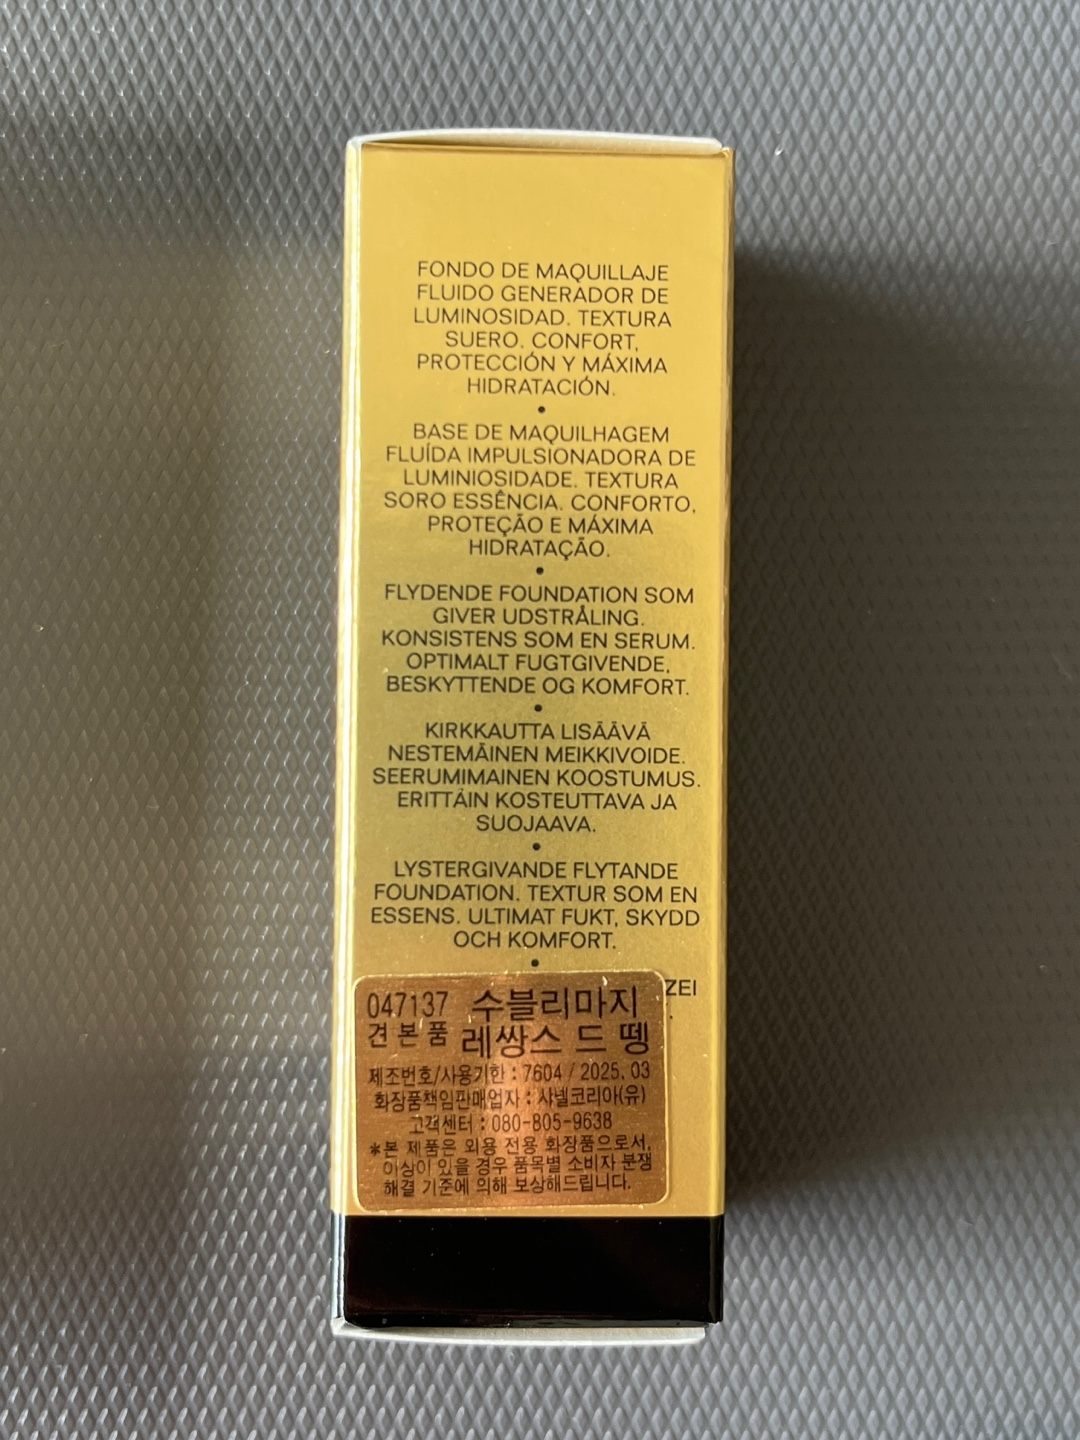 FONDO DE MAQUILLAJE
FLUIDO GENERADOR DE
LUMINOSIDAD. TEXTURA
SUERO. CONFORT,
PROTECCIÓN Y MÁXIMA
HIDRATACIÓN.
•
BASE DE MAQUILHAGEM
FLUÍDA IMPULSIONADORA DE
LUMINIOSIDADE. TEXTURA
SORO ESSÊNCIA. CONFORTO,
PROTEÇÃO E MÁXIMA
HIDRATAÇÃO.
•
FLYDENDE FOUNDATION SOM
GIVER UDSTRÅLING.
KONSISTENS SOM EN SERUM.
OPTIMALT FUGTGIVENDE,
BESKYTTENDE OG KOMFORT.
•
KIRKKAUTTA LISÄÄVÄ
NESTEMÄINEN MEIKKIVOIDE.
SEERUMIMAINEN KOOSTUMUS.
ERITTÄIN KOSTEUTTAVA JA
SUOJAAVA.
•
LYSTERGIVANDE FLYTANDE
FOUNDATION. TEXTUR SOM EN
ESSENS. ULTIMAT FUKT, SKYDD
OCH KOMFORT.
•
ZEI
.
047137 수블리마지
견본품 레쌍스 드 뗑
제조번호/사용기한 : 7604 / 2025. 03
화장품책임판매업자 : 샤넬코리아(유)
고객센터 : 080-805-9638
*본 제품은 외용 전용 화장품으로서,
이상이 있을 경우 품목별 소비자 분쟁
해결 기준에 의해 보상해드립니다.